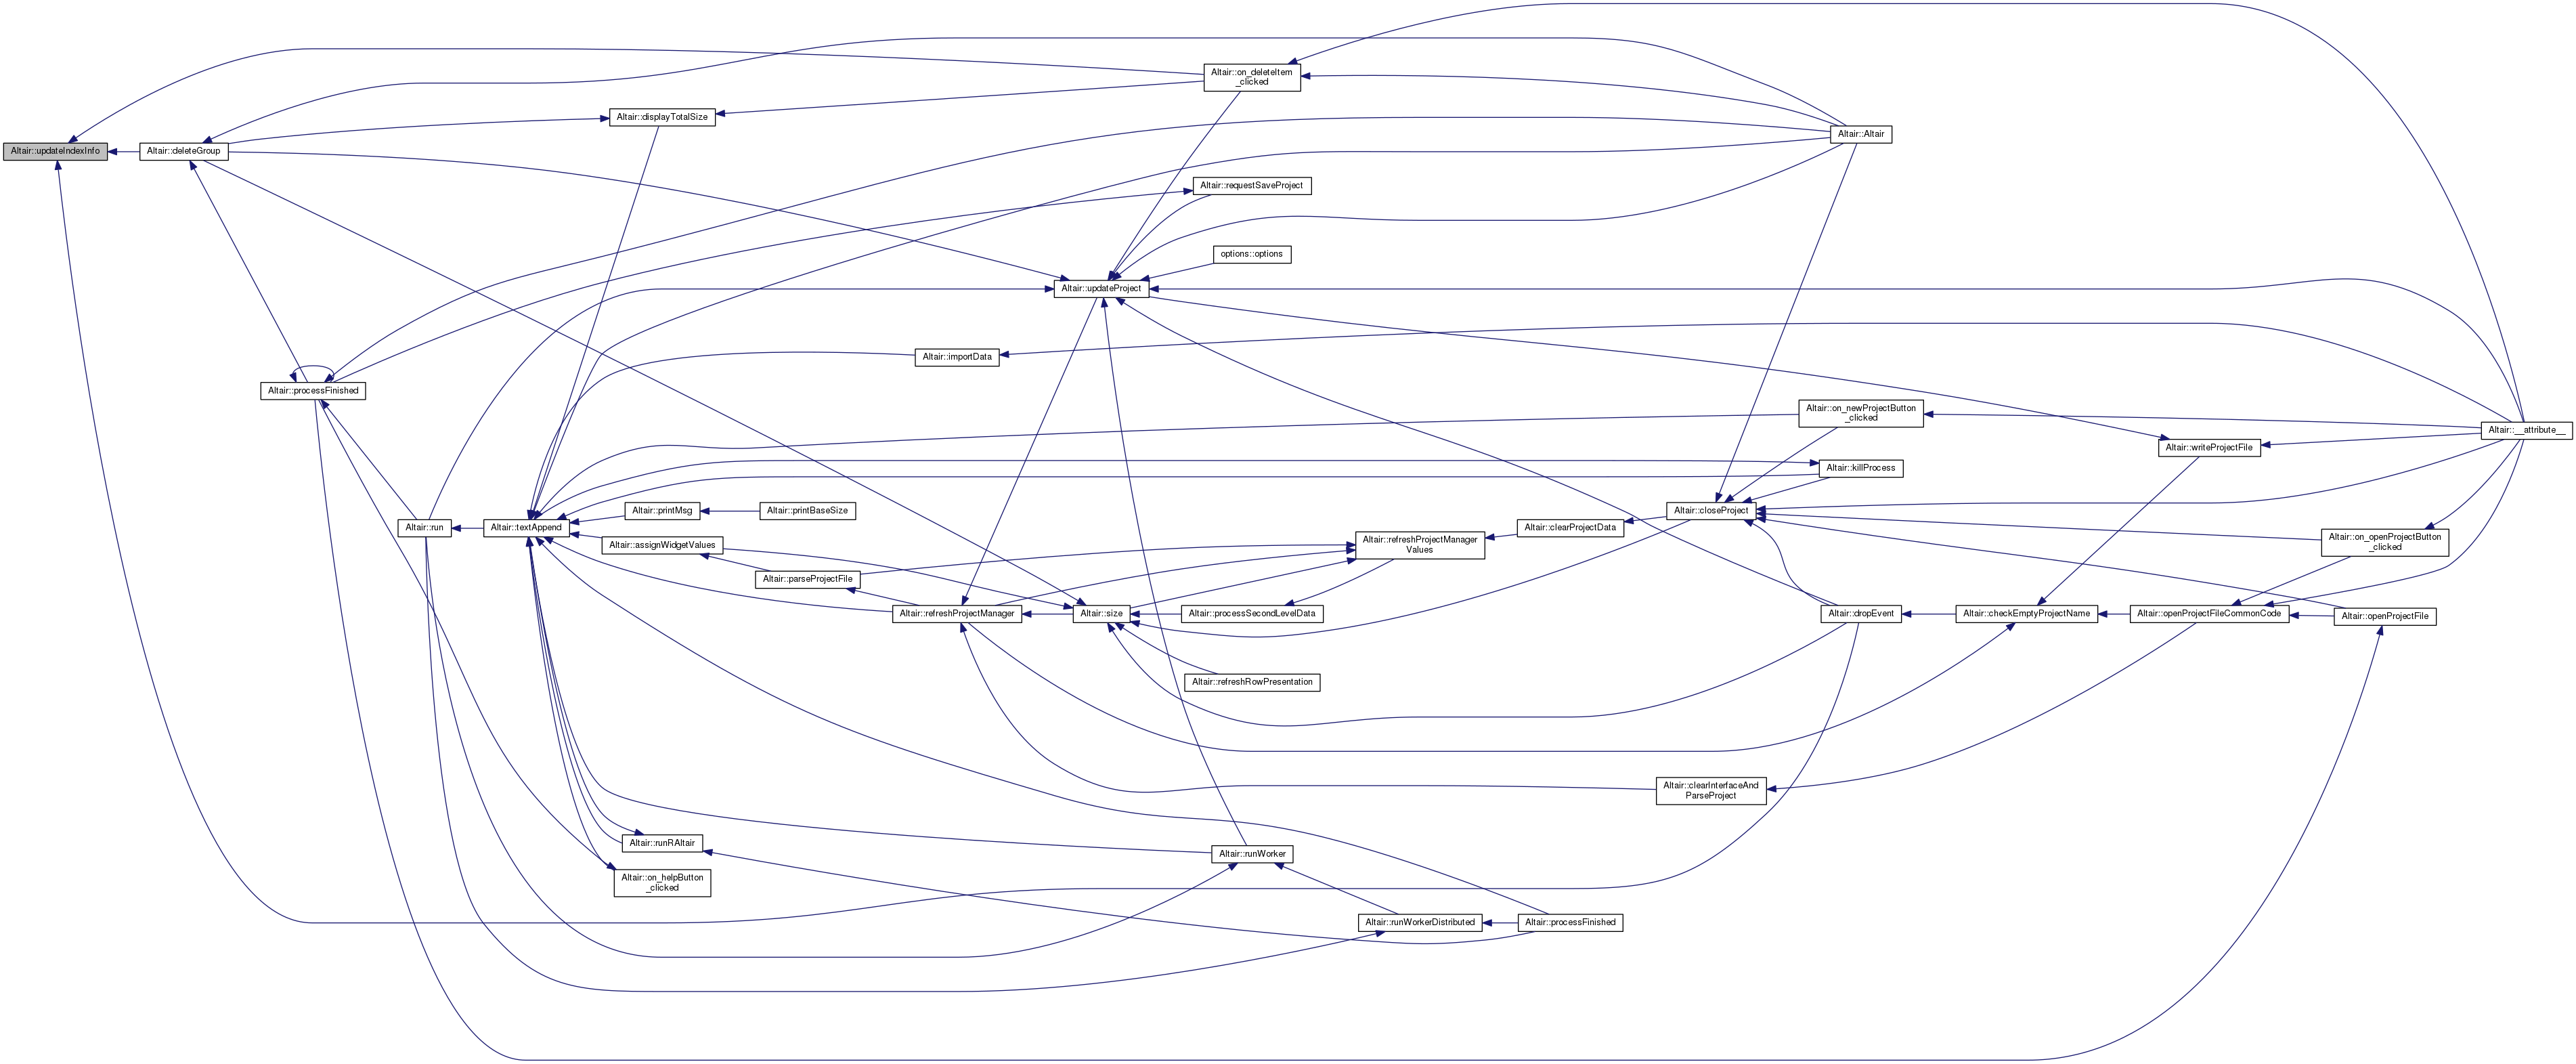 Altair::on_deleteItem
_clicked
Altair::displayTotalSize
Altair::Altair
Altair::updateIndexInfo
Altair::deleteGroup
Altair::requestSaveProject
options::options
Altair::updateProject
Altair::importData
Altair::processFinished
Altair::on_newProjectButton
_clicked
Altair::__attribute__
Altair::writeProjectFile
Altair::killProcess
Altair::printMsg
Altair::printBaseSize
Altair::closeProject
Altair::run
Altair::textAppend
Altair::clearProjectData
Altair::assignWidgetValues
Altair::refreshProjectManager
Values
Altair::on_openProjectButton
_clicked
Altair::parseProjectFile
Altair::refreshProjectManager
Altair::size
Altair::processSecondLevelData
Altair::dropEvent
Altair::checkEmptyProjectName
Altair::openProjectFileCommonCode
Altair::openProjectFile
Altair::refreshRowPresentation
Altair::clearInterfaceAnd
ParseProject
Altair::runRAltair
Altair::runWorker
Altair::on_helpButton
_clicked
Altair::runWorkerDistributed
Altair::processFinished